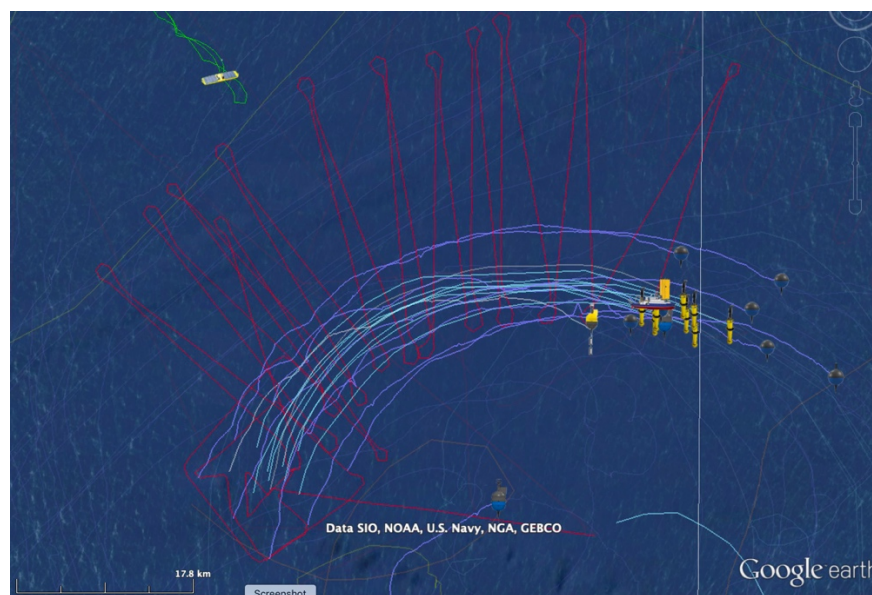 Data SIO, NOAA, U.S. Navy, NGA, GEBCO
17.8 km
Google earth
Screenshot